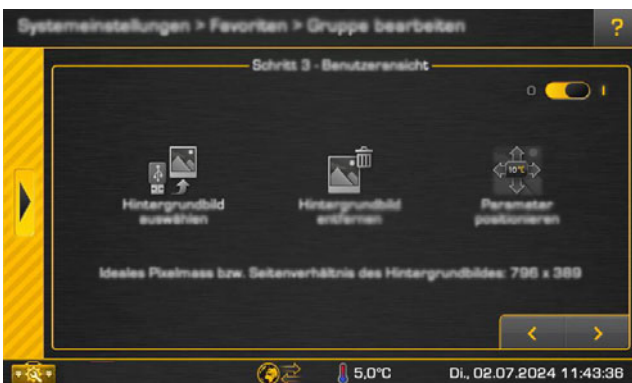 Systemeinstellungen > Favoriten > Gruppe bearbeiten
?
Schritt 3 - Benutzeransicht
O I
Hintergrundbild
auswählen
Hintergrundbild
entfernen
10°C
Parameter
positionieren
Ideales Pixelmass bzw. Seitenverhältnis des Hintergrundbildes: 796 x 389
< >
5,0°C
Di., 02.07.2024 11:43:36